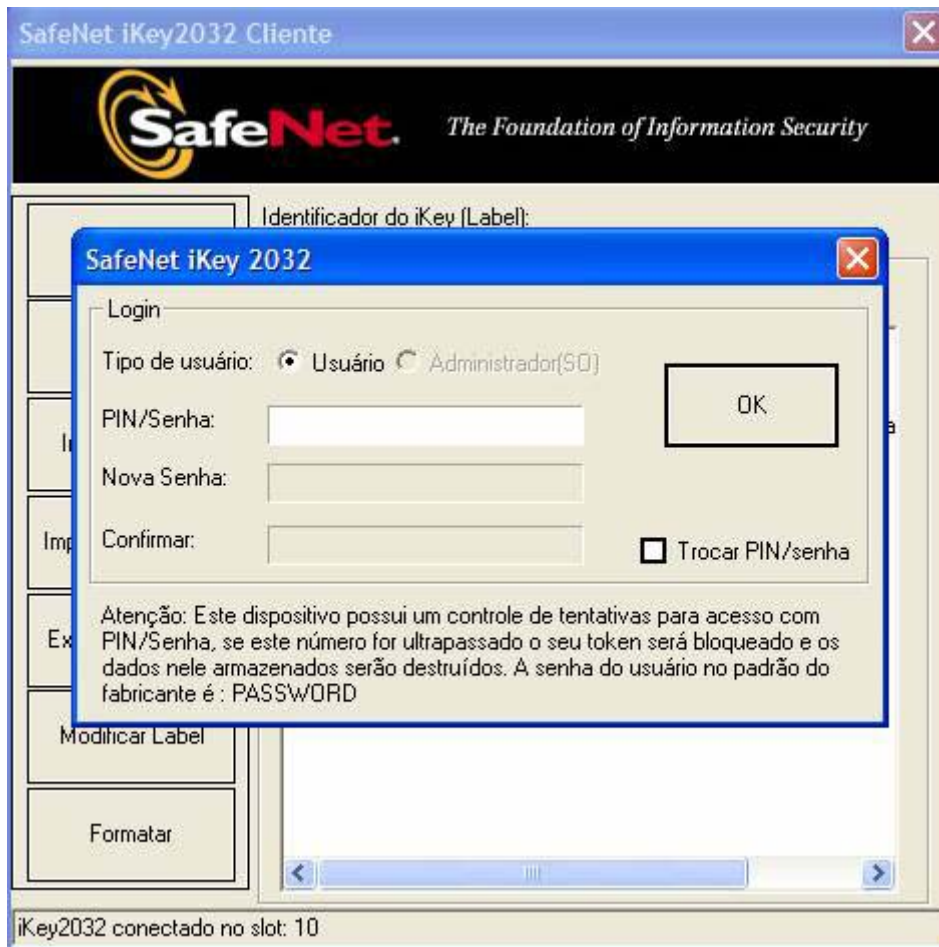 SafeNet iKey2032 Cliente
SafeNet. The Foundation of Information Security
Identificador do iKey (Label):
SafeNet iKey 2032
Login
Tipo de usuário: Usuário Administrador(SO)
PIN/Senha:
OK
Nova Senha:
Confirmar:
Trocar PIN/senha
Atenção: Este dispositivo possui um controle de tentativas para acesso com
PIN/Senha, se este número for ultrapassado o seu token será bloqueado e os
dados nele armazenados serão destruídos. A senha do usuário no padrão do
fabricante é : PASSWORD
Modificar Label
Formatar
iKey2032 conectado no slot: 10